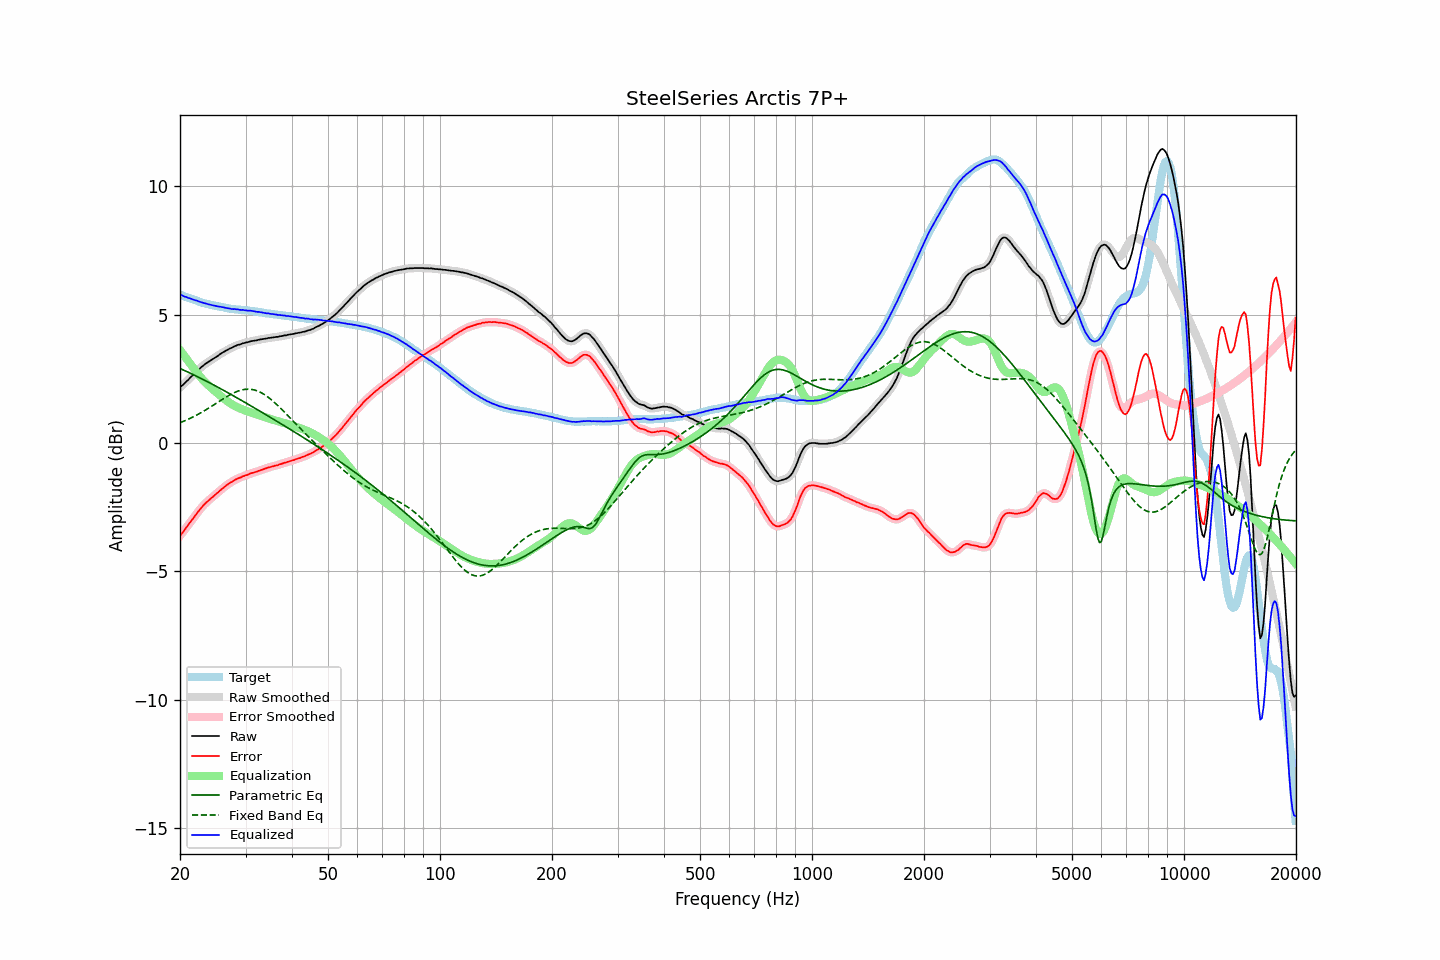 SteelSeries Arctis 7P+
Amplitude (dBr)
10
5
0
−5
−10
−15
Target
Raw Smoothed
Error Smoothed
Raw
Error
Equalization
Parametric Eq
Fixed Band Eq
Equalized
20 50 100 200 500 1000 2000 5000 10000 20000
Frequency (Hz)